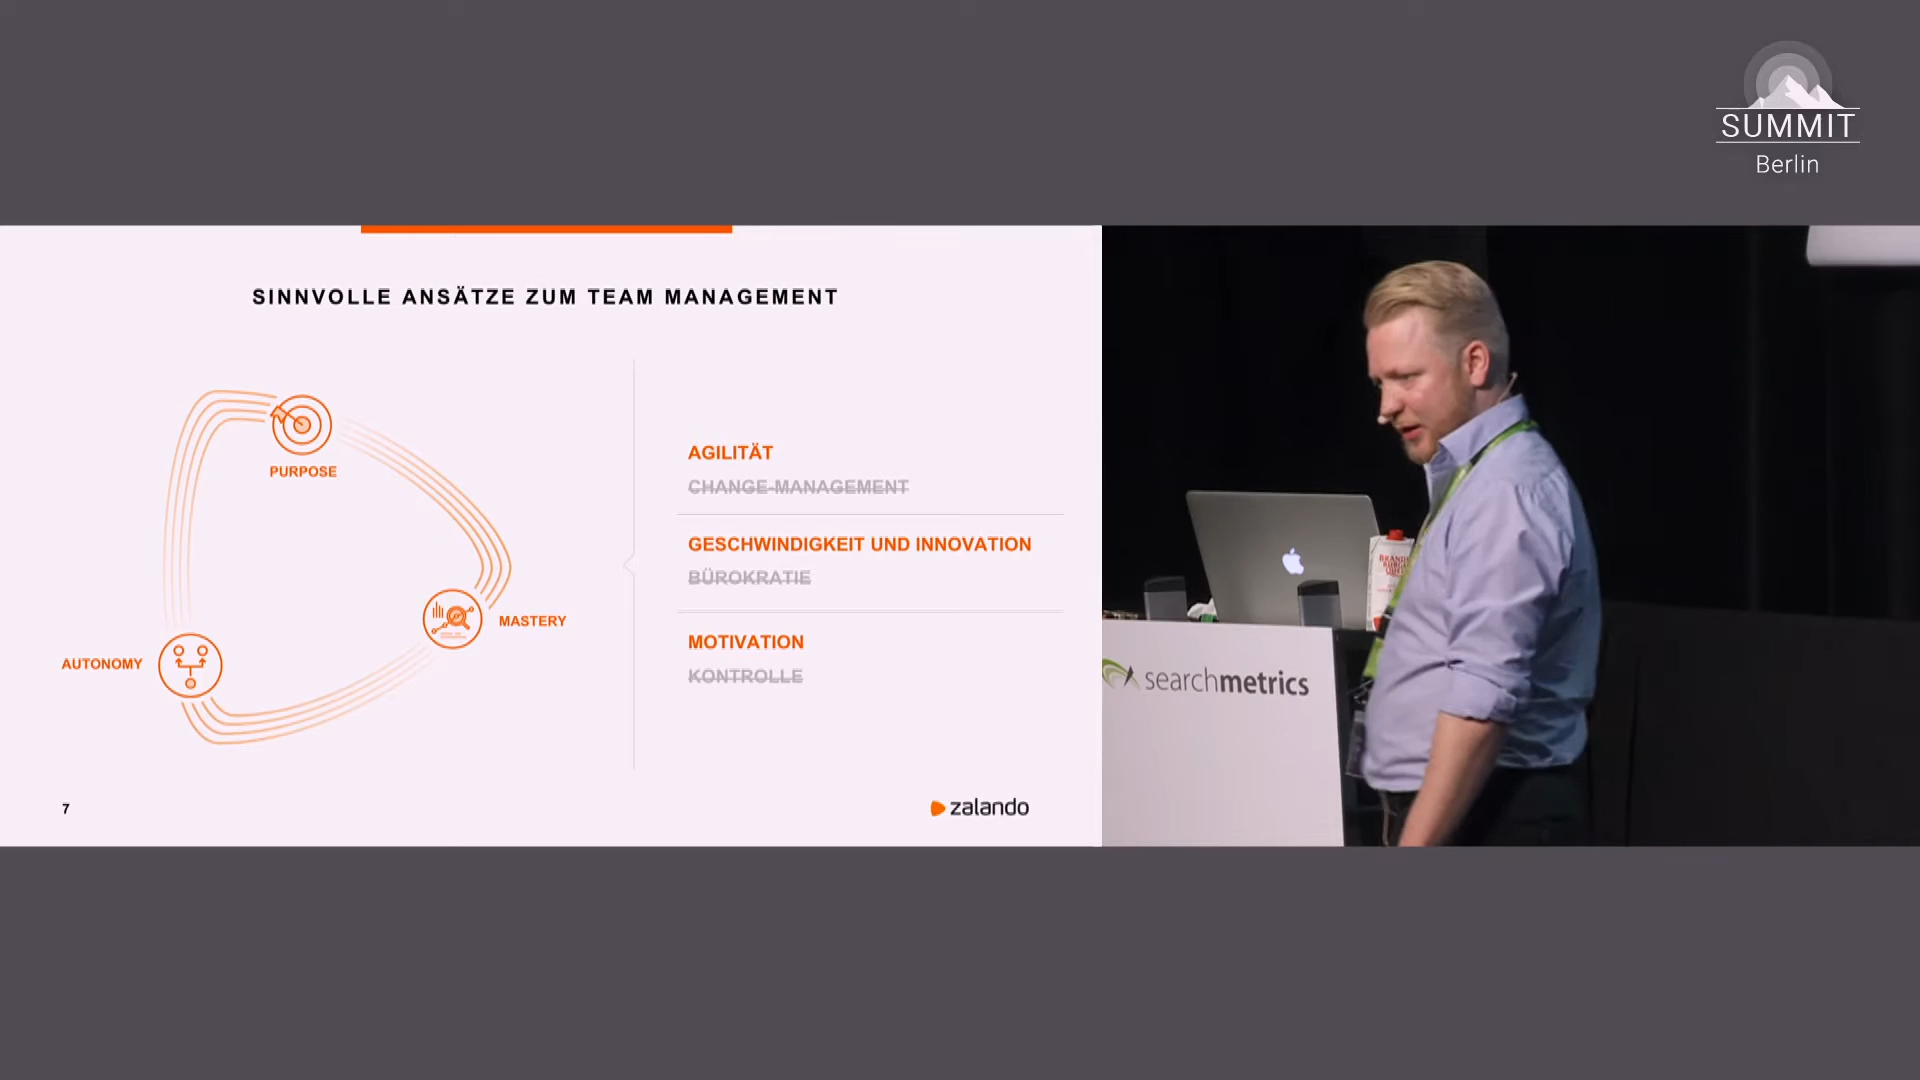 SUMMIT
Berlin
SINNVOLLE ANSÄTZE ZUM TEAM MANAGEMENT
PURPOSE
MASTERY
AUTONOMY
AGILITÄT
CHANGE-MANAGEMENT
GESCHWINDIGKEIT UND INNOVATION
BÜROKRATIE
MOTIVATION
KONTROLLE
7
zalando
searchmetrics